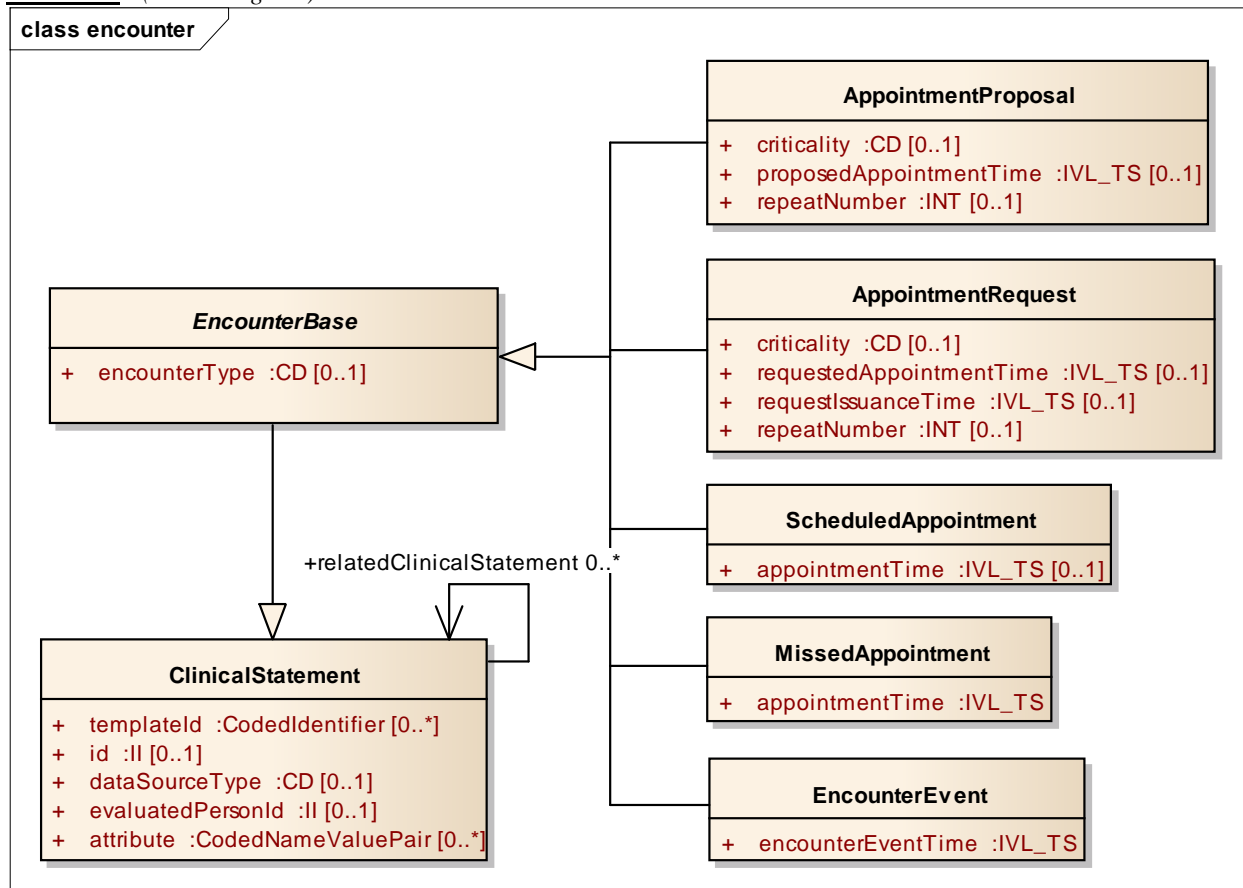 class encounter
AppointmentProposal
+ criticality :CD [0..1]
+ proposedAppointmentTime :IVL_TS [0..1]
+ repeatNumber :INT [0..1]
EncounterBase
+ encounterType :CD [0..1]
AppointmentRequest
+ criticality :CD [0..1]
+ requestedAppointmentTime :IVL_TS [0..1]
+ requestIssuanceTime :IVL_TS [0..1]
+ repeatNumber :INT [0..1]
ScheduledAppointment
+ appointmentTime :IVL_TS [0..1]
+relatedClinicalStatement 0..*
ClinicalStatement
+ templateId :CodedIdentifier [0..*]
+ id :II [0..1]
+ dataSourceType :CD [0..1]
+ evaluatedPersonId :II [0..1]
+ attribute :CodedNameValuePair [0..*]
MissedAppointment
+ appointmentTime :IVL_TS
EncounterEvent
+ encounterEventTime :IVL_TS